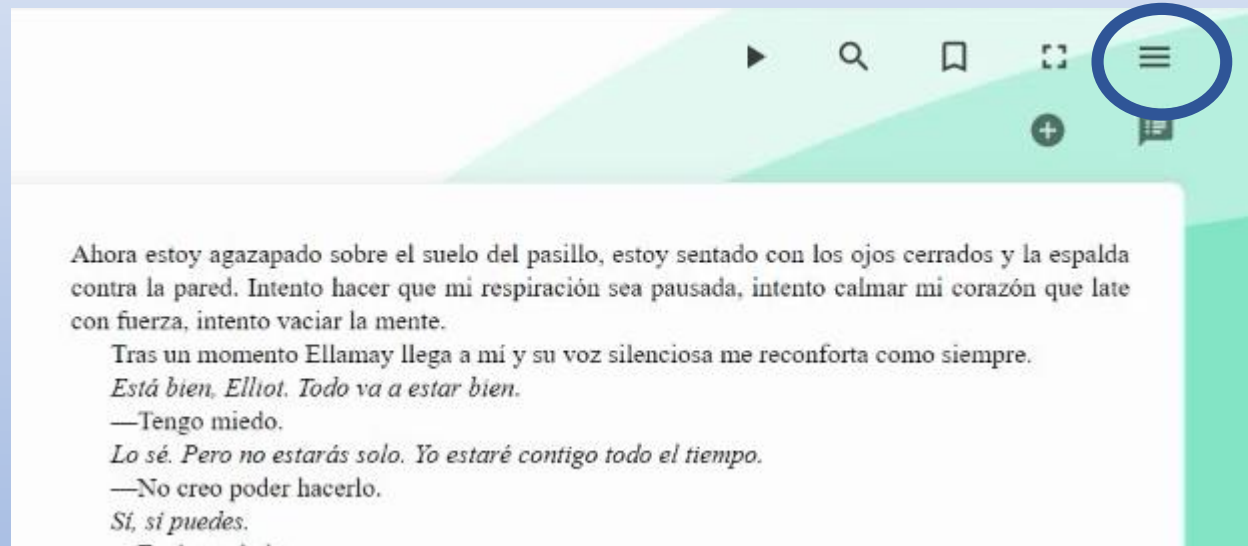 Ahora estoy agazapado sobre el suelo del pasillo, estoy sentado con los ojos cerrados y la espalda
contra la pared. Intento hacer que mi respiración sea pausada, intento calmar mi corazón que late
con fuerza, intento vaciar la mente.
Tras un momento Ellamay llega a mí y su voz silenciosa me reconforta como siempre.
Está bien, Elliot. Todo va a estar bien.
—Tengo miedo.
Lo sé. Pero no estarás solo. Yo estaré contigo todo el tiempo.
—No creo poder hacerlo.
Sí, sí puedes.